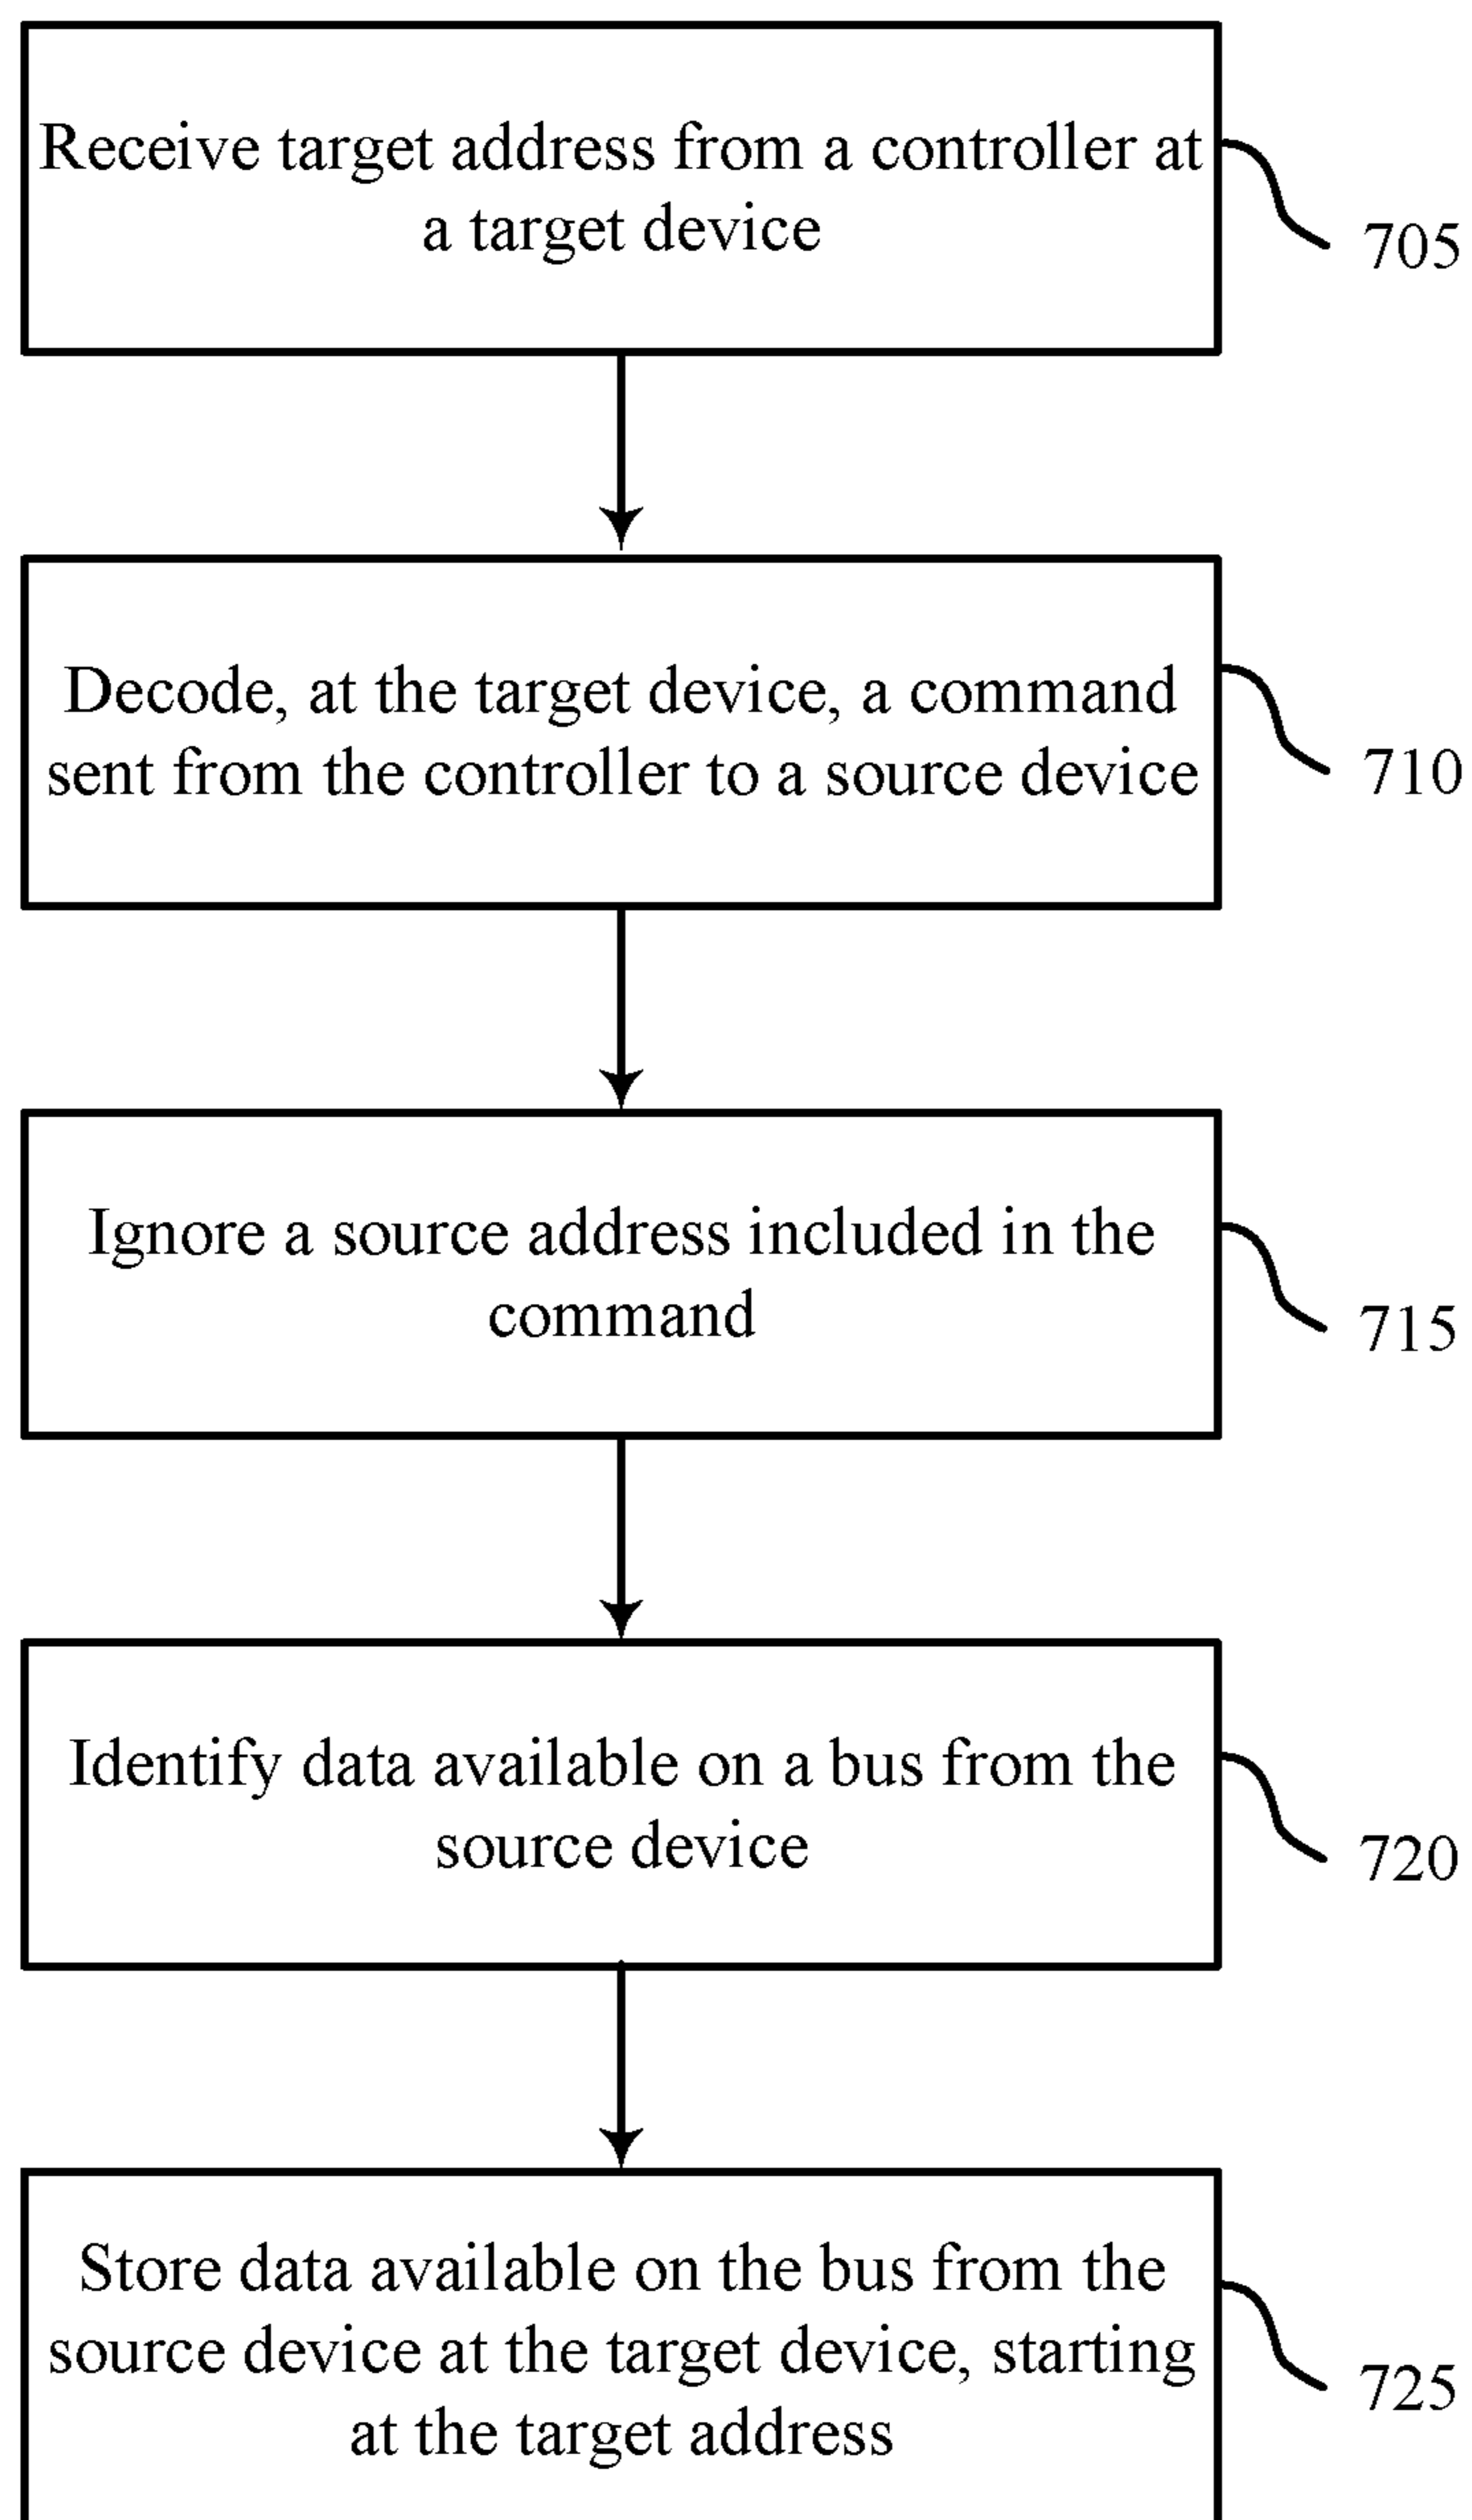 Receive target address from a controller at
a target device
705
Decode, at the target device, a command
sent from the controller to a source device
710
Ignore a source address included in the
command
715
Identify data available on a bus from the
source device
720
Store data available on the bus from the
source device at the target device, starting
at the target address
725